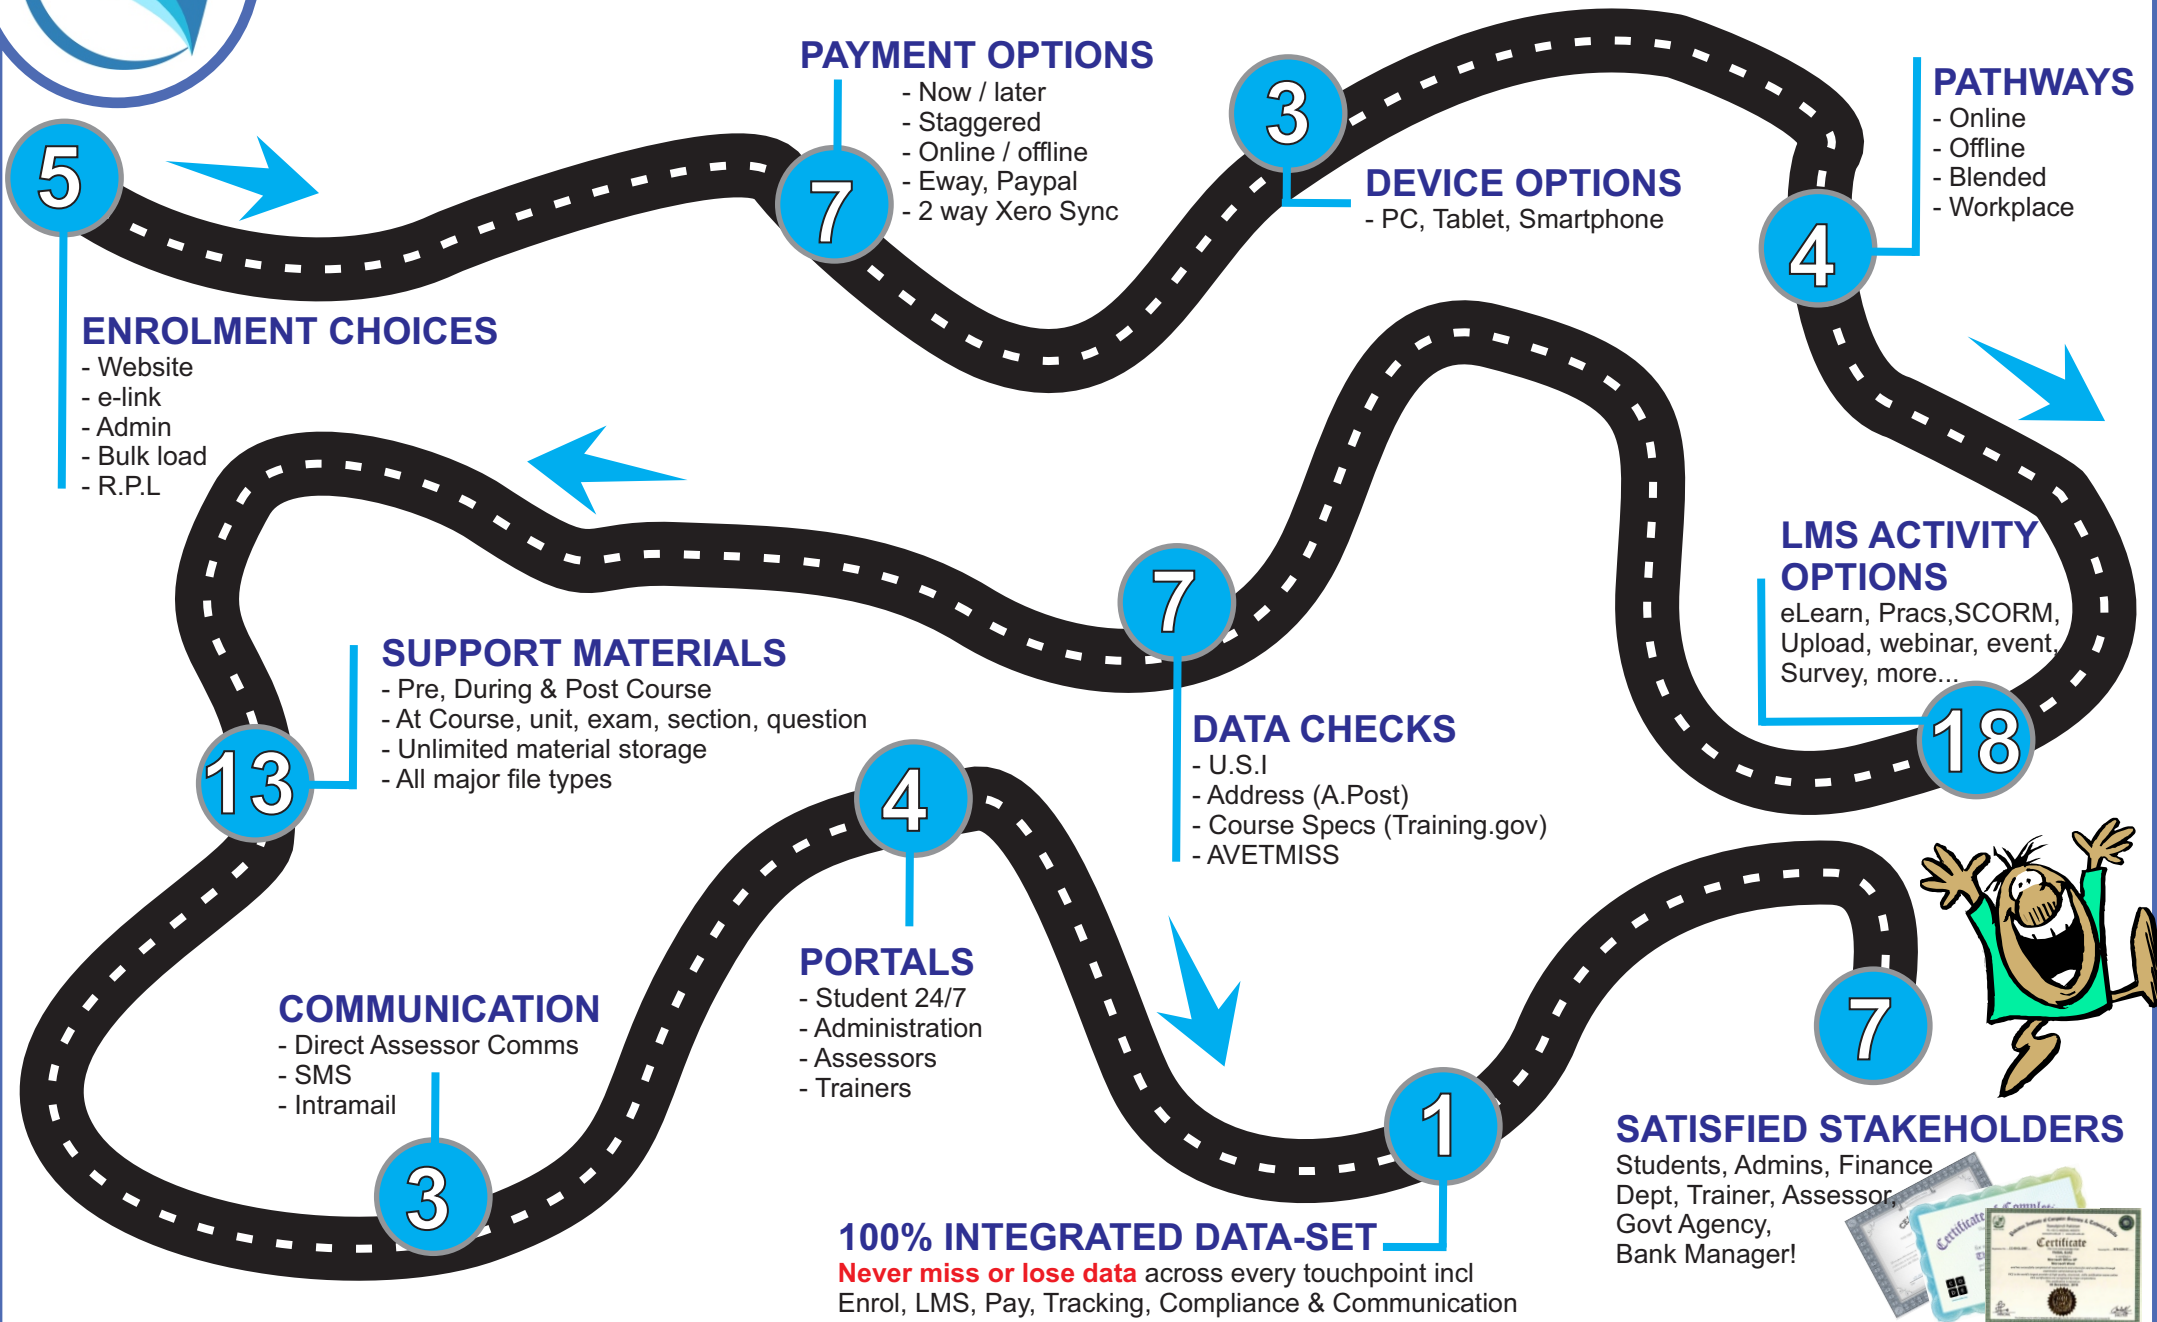 5
ENROLMENT CHOICES
- Website
- e-link
- Admin
- Bulk load
- R.P.L
PAYMENT OPTIONS
- Now / later
- Staggered
- Online / offline
- Eway, Paypal
- 2 way Xero Sync
7
3
DEVICE OPTIONS
- PC, Tablet, Smartphone
PATHWAYS
- Online
- Offline
- Blended
- Workplace
4
LMS ACTIVITY
OPTIONS
eLearn, Pracs,SCORM,
Upload, webinar, event,
Survey, more...
18
7
DATA CHECKS
- U.S.I
- Address (A.Post)
- Course Specs (Training.gov)
- AVETMISS
SUPPORT MATERIALS
- Pre, During & Post Course
- At Course, unit, exam, section, question
- Unlimited material storage
- All major file types
13
COMMUNICATION
- Direct Assessor Comms
- SMS
- Intramail
3
4
PORTALS
- Student 24/7
- Administration
- Assessors
- Trainers
1
100% INTEGRATED DATA-SET
Never miss or lose data across every touchpoint incl
Enrol, LMS, Pay, Tracking, Compliance & Communication
7
SATISFIED STAKEHOLDERS
Students, Admins, Finance
Dept, Trainer, Assessor,
Govt Agency,
Bank Manager!
Certificate
Certificate